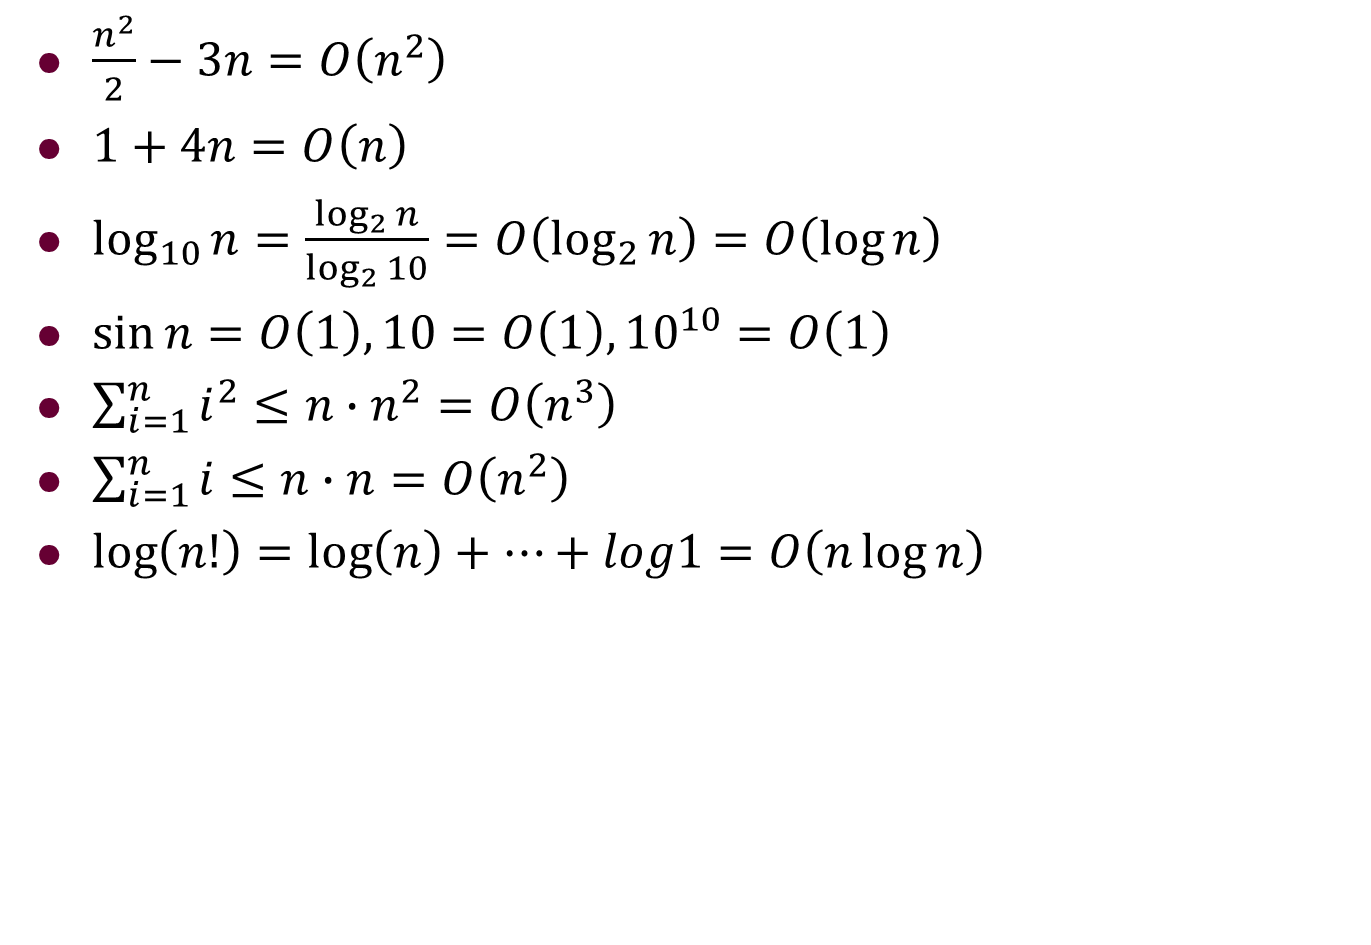 • n²/2 − 3n = O(n²)
• 1 + 4n = O(n)
• log₁₀ n = log₂ n / log₂ 10 = O(log₂ n) = O(log n)
• sin n = O(1), 10 = O(1), 10¹⁰ = O(1)
• ∑ⁿᵢ₌₁ i² ≤ n · n² = O(n³)
• ∑ⁿᵢ₌₁ i ≤ n · n = O(n²)
• log(n!) = log(n) + ⋯ + log1 = O(n log n)